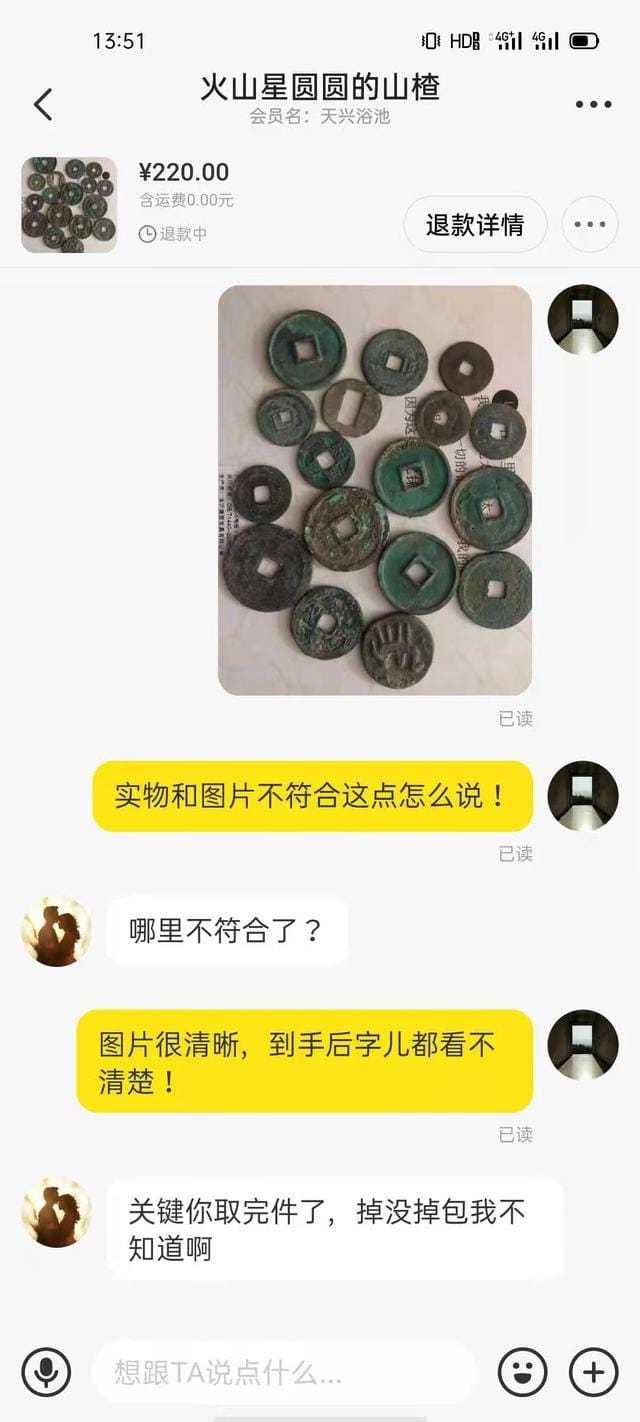 13:51
HD 4G+ 4G
火山星圆圆的山楂
会员名：天兴浴池
¥220.00
含运费0.00元
退款中
退款详情
已读
实物和图片不符合这点怎么说！
已读
哪里不符合了？
图片很清晰，到手后字儿都看不
清楚！
已读
关键你取完件了，掉没掉包我不
知道啊
想跟TA说点什么...